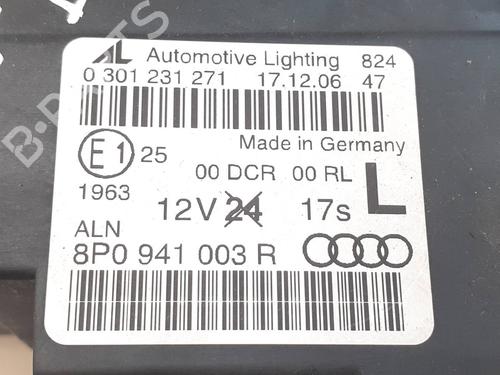 AL Automotive Lighting 824
0 301 231 271 17.12.06 47
Made in Germany
E1 25
00 DCR 00 RL
1963
12V 24 17s L
ALN
8P0 941 003 R